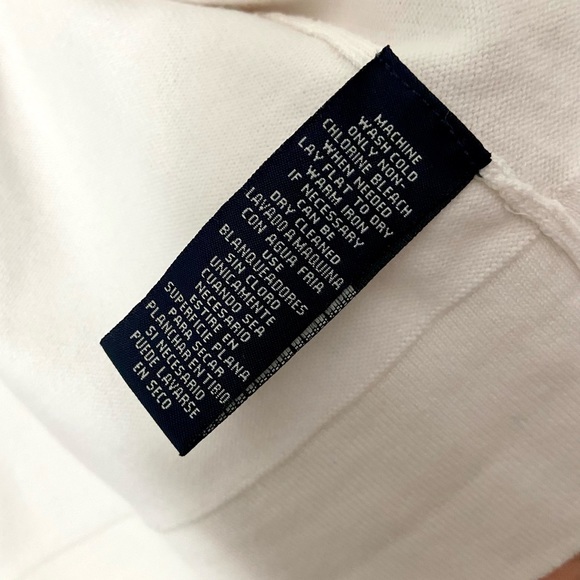 MACHINE
WASH COLD
ONLY NON-
CHLORINE BLEACH
WHEN NEEDED
LAY FLAT TO DRY
WARM IRON
IF NECESSARY
CAN BE
DRY CLEANED
LAVADO A MAQUINA
CON AGUA FRIA
USE
BLANQUEADORES
SIN CLORO
UNICAMENTE
CUANDO SEA
NECESARIO
ESTIRE EN
SUPERFICIE PLANA
PARA SECAR
PLANCHAR EN TIBIO
SI NECESARIO
PUEDE LAVARSE
EN SECO